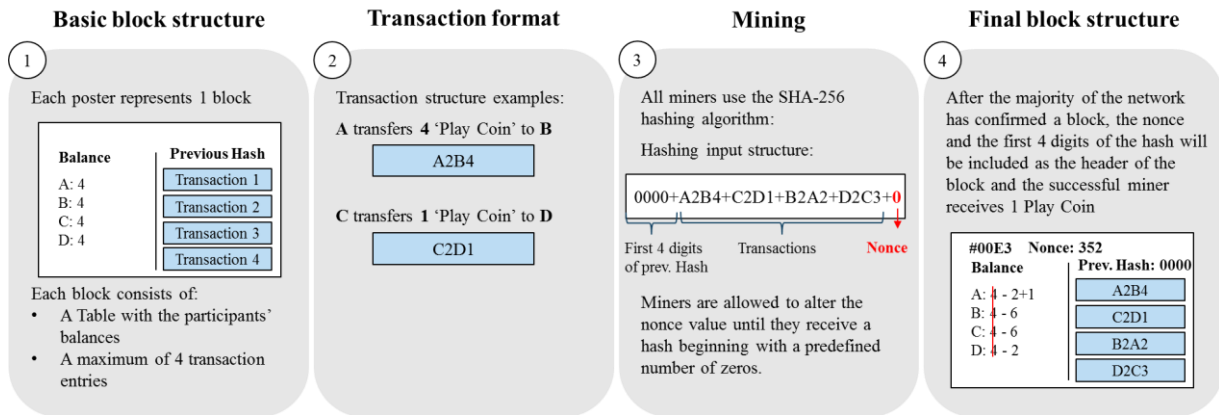 Basic block structure
1
Each poster represents 1 block
Balance
A: 4
B: 4
C: 4
D: 4
Previous Hash
Transaction 1
Transaction 2
Transaction 3
Transaction 4
Each block consists of:
• A Table with the participants'
balances
• A maximum of 4 transaction
entries
Transaction format
2
Transaction structure examples:
A transfers 4 'Play Coin' to B
A2B4
C transfers 1 'Play Coin' to D
C2D1
Mining
3
All miners use the SHA-256
hashing algorithm:
Hashing input structure:
0000+A2B4+C2D1+B2A2+D2C3+0
First 4 digits
of prev. Hash
Transactions
Nonce
Miners are allowed to alter the
nonce value until they receive a
hash beginning with a predefined
number of zeros.
Final block structure
4
After the majority of the network
has confirmed a block, the nonce
and the first 4 digits of the hash will
be included as the header of the
block and the successful miner
receives 1 Play Coin
#00E3 Nonce: 352
Balance
A: 4 - 2+1
B: 4 - 6
C: 4 - 6
D: 4 - 2
Prev. Hash: 0000
A2B4
C2D1
B2A2
D2C3